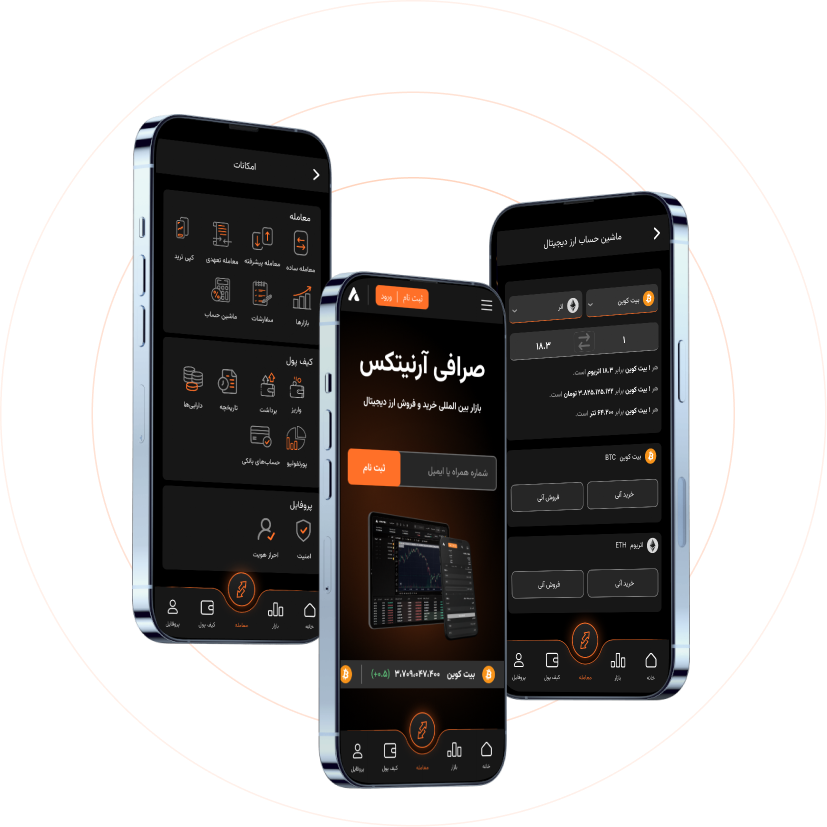 امکانات
معامله
معامله ساده
معامله پیشرفته
معامله تعهدی
کپی ترید
بازارها
سفارشات
ماشین حساب
کیف پول
واریز
برداشت
تاریخچه
دارایی‌ها
پورتفولیو
حساب‌های بانکی
پروفایل
امنیت
احراز هویت
خانه
بازار
معامله
کیف پول
پروفایل
ثبت نام | ورود
صرافی آرنیتکس
بازار بین المللی خرید و فروش ارز دیجیتال
شماره همراه یا ایمیل
ثبت نام
بیت کوین ۳،۷۰۹،۰۴۷،۴۰۰ (+۰.۵)
خانه
بازار
معامله
کیف پول
پروفایل
ماشین حساب ارز دیجیتال
بیت کوین
اتر
۱
۱۸.۳
هر ۱ بیت کوین برابر ۱۸.۳ اتریوم است.
هر ۱ بیت کوین برابر ۳،۸۲۵،۱۲۵،۱۲۲ تومان است.
هر ۱ بیت کوین برابر ۶۴،۲۰۰ تتر است.
بیت کوین BTC
خرید آنی
فروش آنی
اتریوم ETH
خرید آنی
فروش آنی
خانه
بازار
معامله
کیف پول
پروفایل